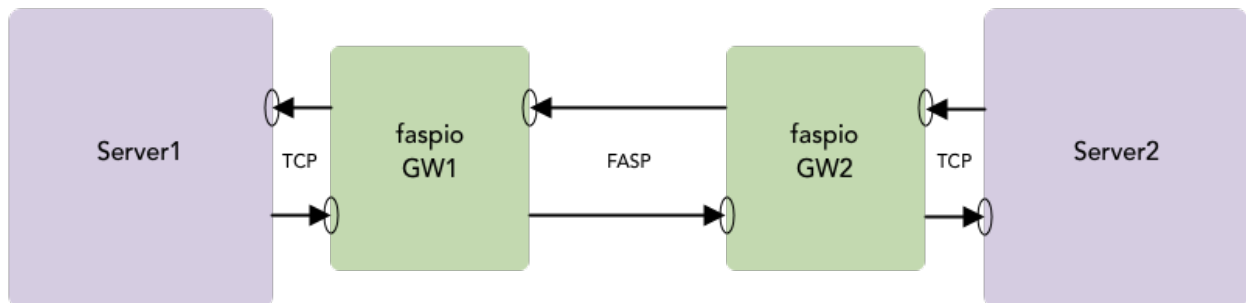 Server1
TCP
faspio
GW1
FASP
faspio
GW2
TCP
Server2